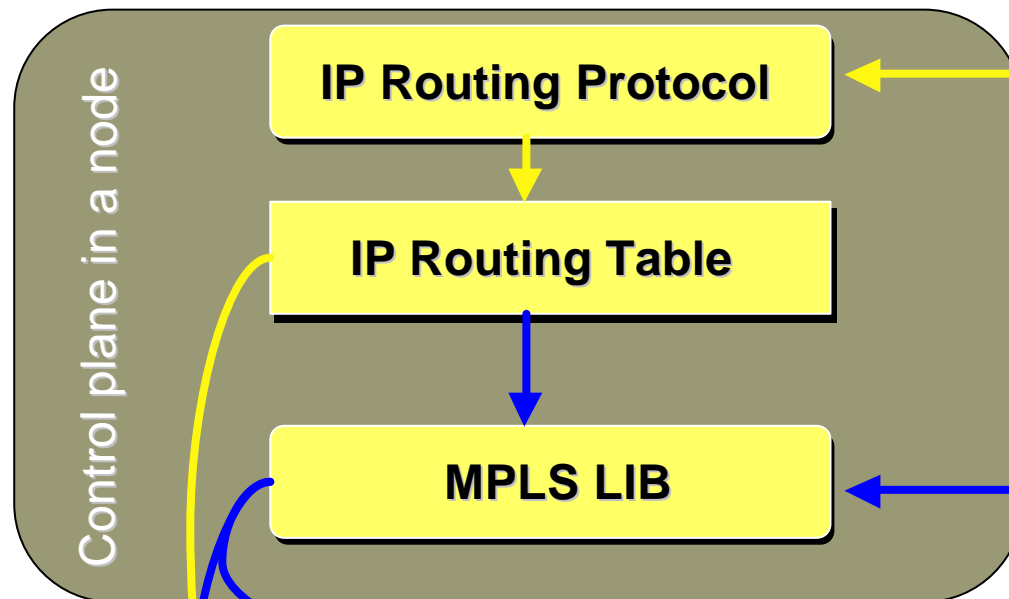 Control plane in a node
IP Routing Protocol
IP Routing Table
MPLS LIB